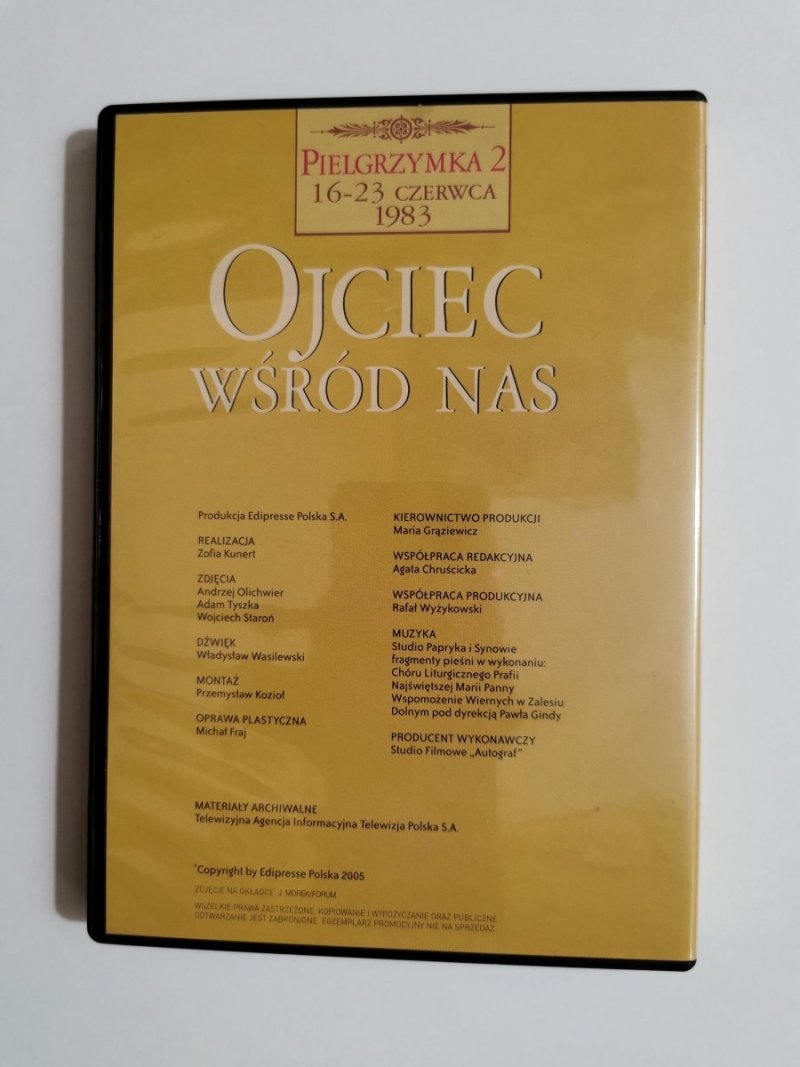 PIELGRZYMKA 2
16-23 CZERWCA
1983
OJCIEC
WŚRÓD NAS
Produkcja Edipresse Polska S.A.
REALIZACJA
Zofia Kunert
ZDJĘCIA
Andrzej Olichwier
Adam Tyszka
Wojciech Staroń
DŹWIĘK
Władysław Wasilewski
MONTAŻ
Przemysław Kozioł
OPRAWA PLASTYCZNA
Michał Fraj
KIEROWNICTWO PRODUKCJI
Maria Grąziewicz
WSPÓŁPRACA REDAKCYJNA
Agata Chruścicka
WSPÓŁPRACA PRODUKCYJNA
Rafał Wyżykowski
MUZYKA
Studio Papryka i Synowie
fragmenty pieśni w wykonaniu:
Chóru Liturgicznego Prafii
Najświętszej Marii Panny
Wspomożenie Wiernych w Zalesiu
Dolnym pod dyrekcją Pawła Gindy
PRODUCENT WYKONAWCZY
Studio Filmowe „Autograf"
MATERIAŁY ARCHIWALNE
Telewizyjna Agencja Informacyjna Telewizja Polska S.A.
"Copyright by Edipresse Polska 2005
ZDJĘCIE NA OKŁADCE: J. MOREK/FORUM
WSZELKIE PRAWA ZASTRZEŻONE. KOPIOWANIE I WYPOŻYCZANIE ORAZ PUBLICZNE
ODTWARZANIE JEST ZABRONIONE. EGZEMPLARZ PROMOCYJNY NIE NA SPRZEDAŻ.